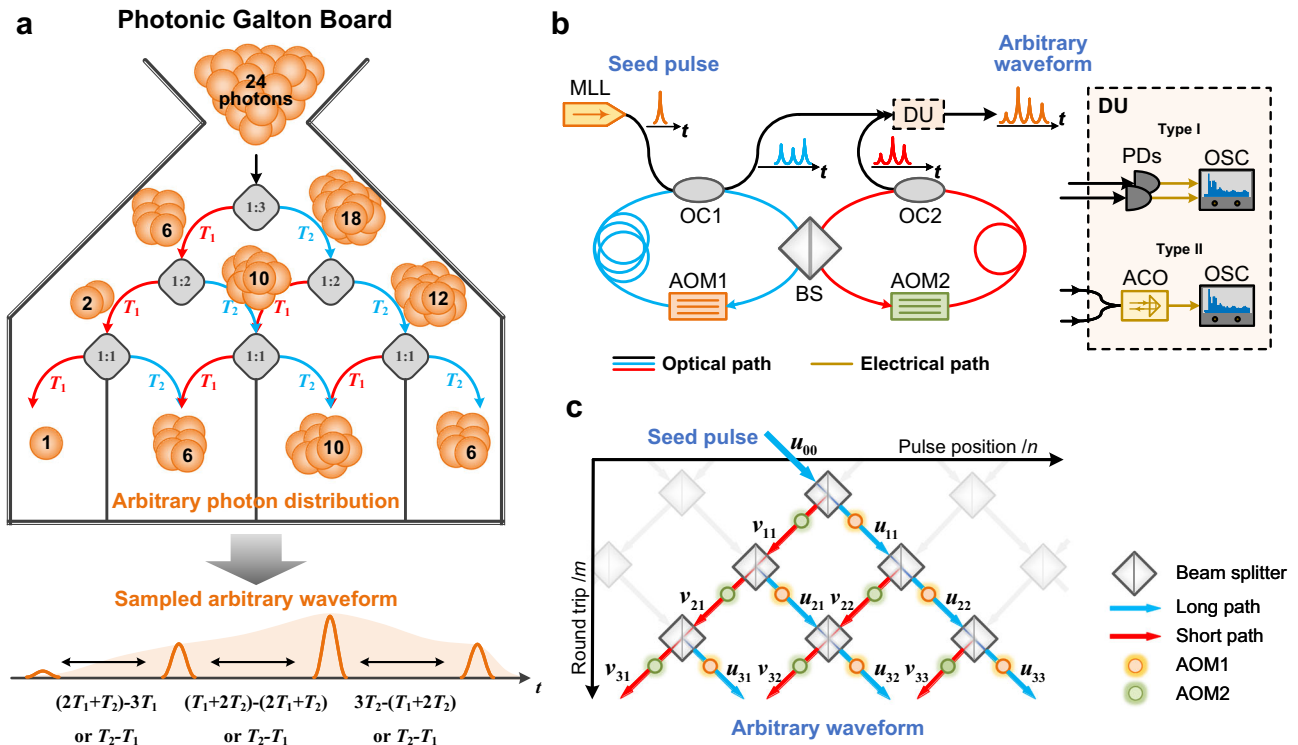 a
Photonic Galton Board
24
photons
1:3
6
18
T1
T2
1:2
10
1:2
2
12
T1
T2
T1
T2
1:1
1:1
1:1
T1
T2
T1
T2
T1
T2
1
6
10
6
Arbitrary photon distribution
Sampled arbitrary waveform
t
(2T1+T2)-3T1
(T1+2T2)-(2T1+T2)
3T2-(T1+2T2)
or T2-T1
or T2-T1
or T2-T1
b
Seed pulse
Arbitrary
waveform
MLL
t
DU
t
t
t
OC1
OC2
AOM1
BS
AOM2
Optical path
Electrical path
DU
Type I
PDs
OSC
Type II
ACO
OSC
c
Seed pulse
u00
Pulse position /n
Round trip /m
v11
u11
v21
u21
v22
u22
v31
u31
v32
u32
v33
u33
Arbitrary waveform
Beam splitter
Long path
Short path
AOM1
AOM2